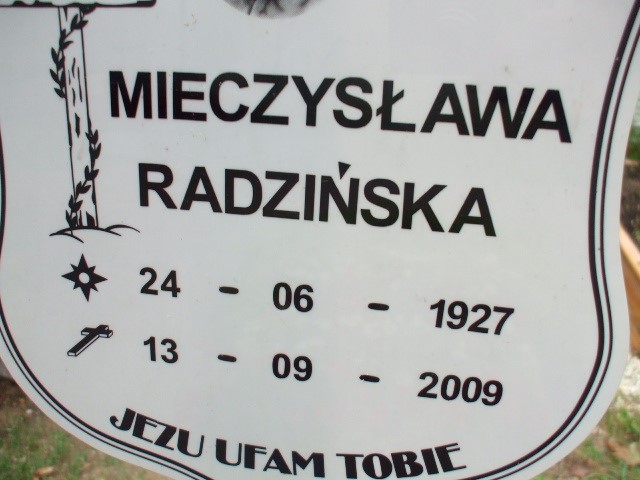 MIECZYSŁAWA
RADZIŃSKA
24 - 06 - 1927
13 - 09 - 2009
JEZU UFAM TOBIE